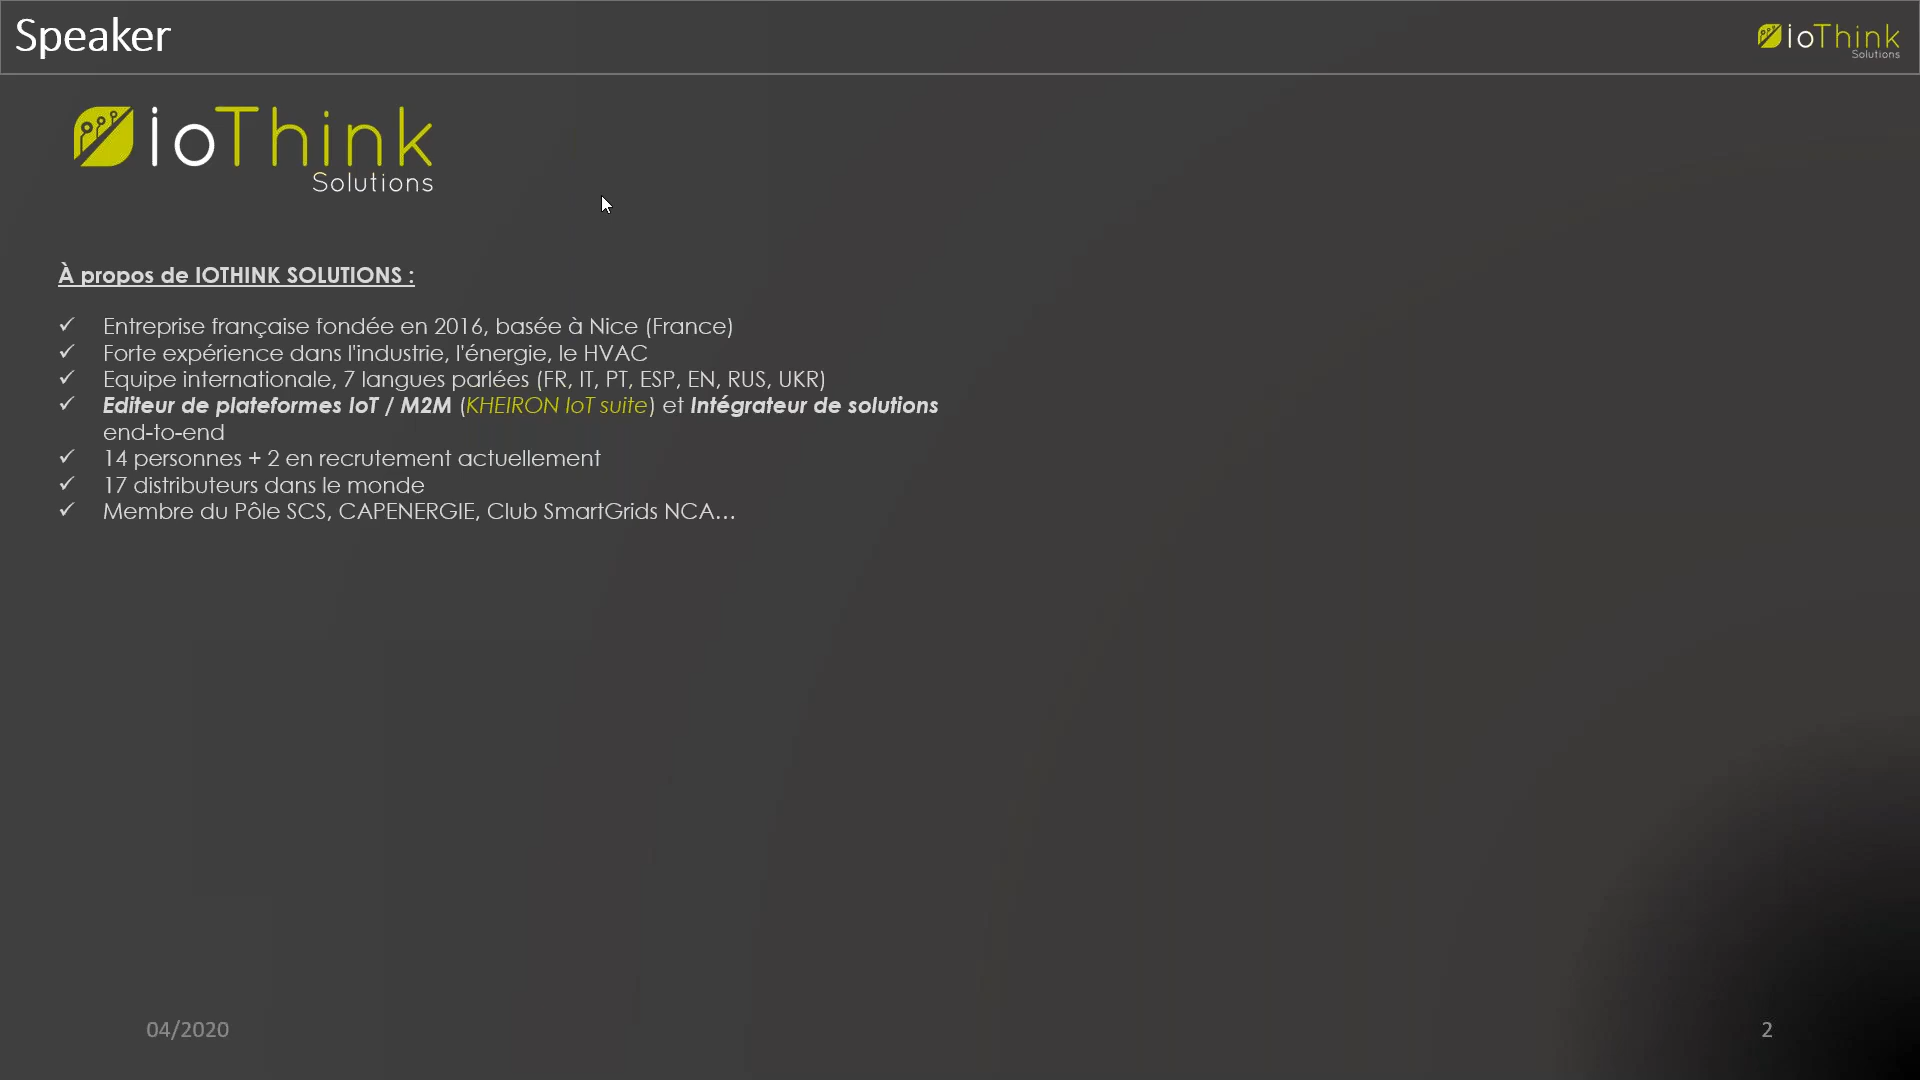 Speaker
ioThink
Solutions
ioThink
Solutions
À propos de IOTHINK SOLUTIONS :
✓ Entreprise française fondée en 2016, basée à Nice (France)
✓ Forte expérience dans l'industrie, l'énergie, le HVAC
✓ Equipe internationale, 7 langues parlées (FR, IT, PT, ESP, EN, RUS, UKR)
✓ Editeur de plateformes IoT / M2M (KHEIRON IoT suite) et Intégrateur de solutions
end-to-end
✓ 14 personnes + 2 en recrutement actuellement
✓ 17 distributeurs dans le monde
✓ Membre du Pôle SCS, CAPENERGIE, Club SmartGrids NCA…
04/2020
2